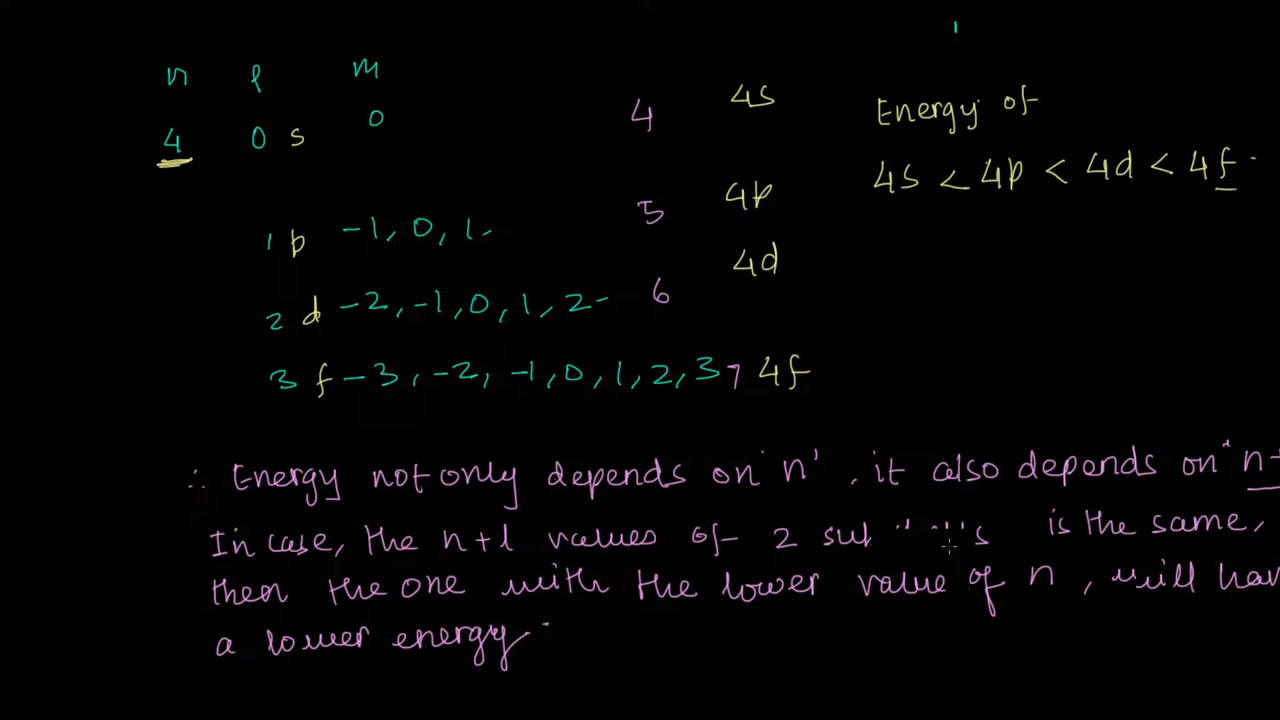 n l m 4 4s Energy of
4 0 s 0
4s < 4p < 4d < 4f
1 p -1, 0, 1 5 4p
4d
2 d -2, -1, 0, 1, 2 6
3 f -3, -2, -1, 0, 1, 2, 3 7 4f
∴ Energy not only depends on 'n', it also depends on "n+
In case, the n+l values of 2 is the same,
then the one with the lower value of n, will hav
a lower energy.